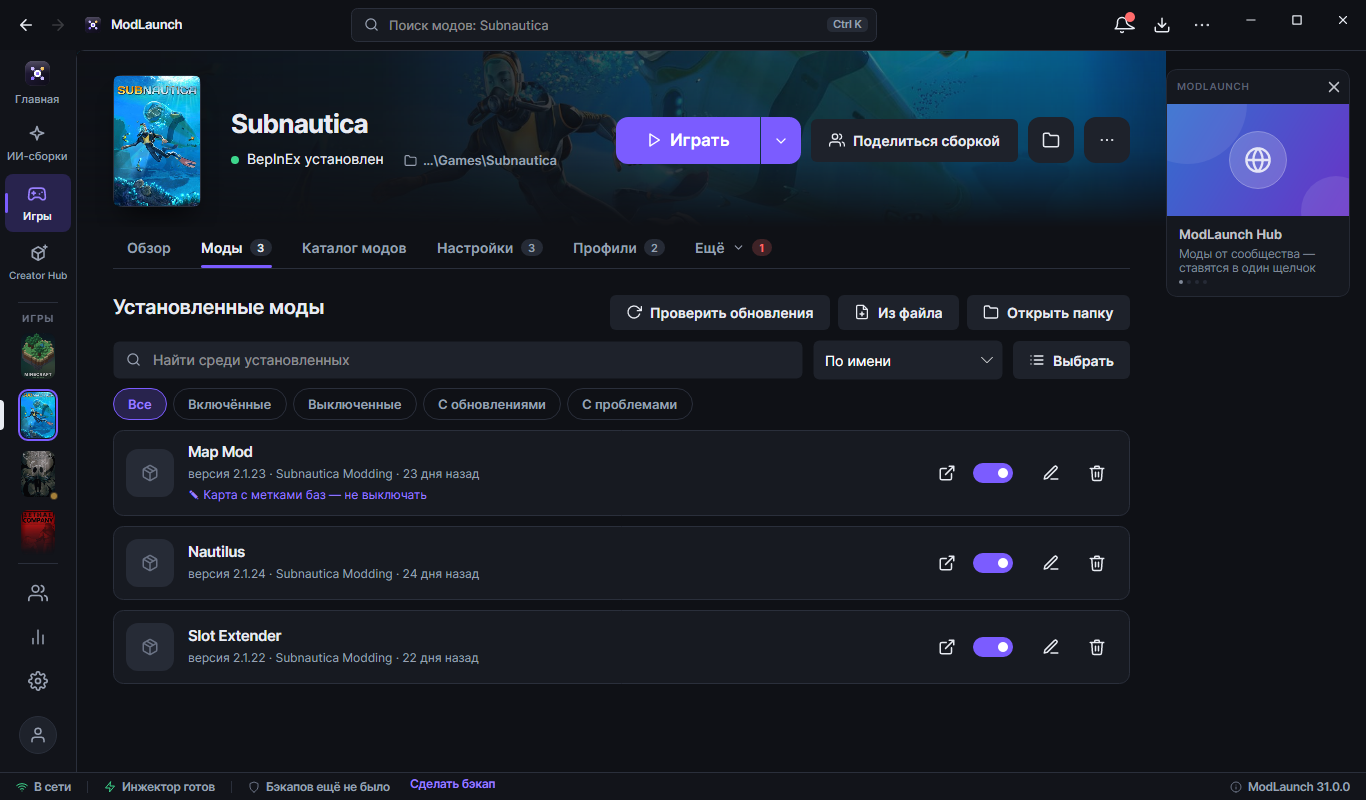 ModLaunch
Поиск модов: Subnautica
Ctrl K
Главная
ИИ-сборки
Игры
Creator Hub
ИГРЫ
MINECRAFT
LETHAL
COMPANY
SUBNAUTICA
Subnautica
BepInEx установлен
...\Games\Subnautica
Играть
Поделиться сборкой
Обзор
Моды 3
Каталог модов
Настройки 3
Профили 2
Ещё 1
Установленные моды
Проверить обновления
Из файла
Открыть папку
Найти среди установленных
По имени
Выбрать
Все
Включённые
Выключенные
С обновлениями
С проблемами
Map Mod
версия 2.1.23 · Subnautica Modding · 23 дня назад
Карта с метками баз — не выключать
Nautilus
версия 2.1.24 · Subnautica Modding · 24 дня назад
Slot Extender
версия 2.1.22 · Subnautica Modding · 22 дня назад
MODLAUNCH
ModLaunch Hub
Моды от сообщества —
ставятся в один щелчок
В сети
Инжектор готов
Бэкапов ещё не было
Сделать бэкап
ModLaunch 31.0.0